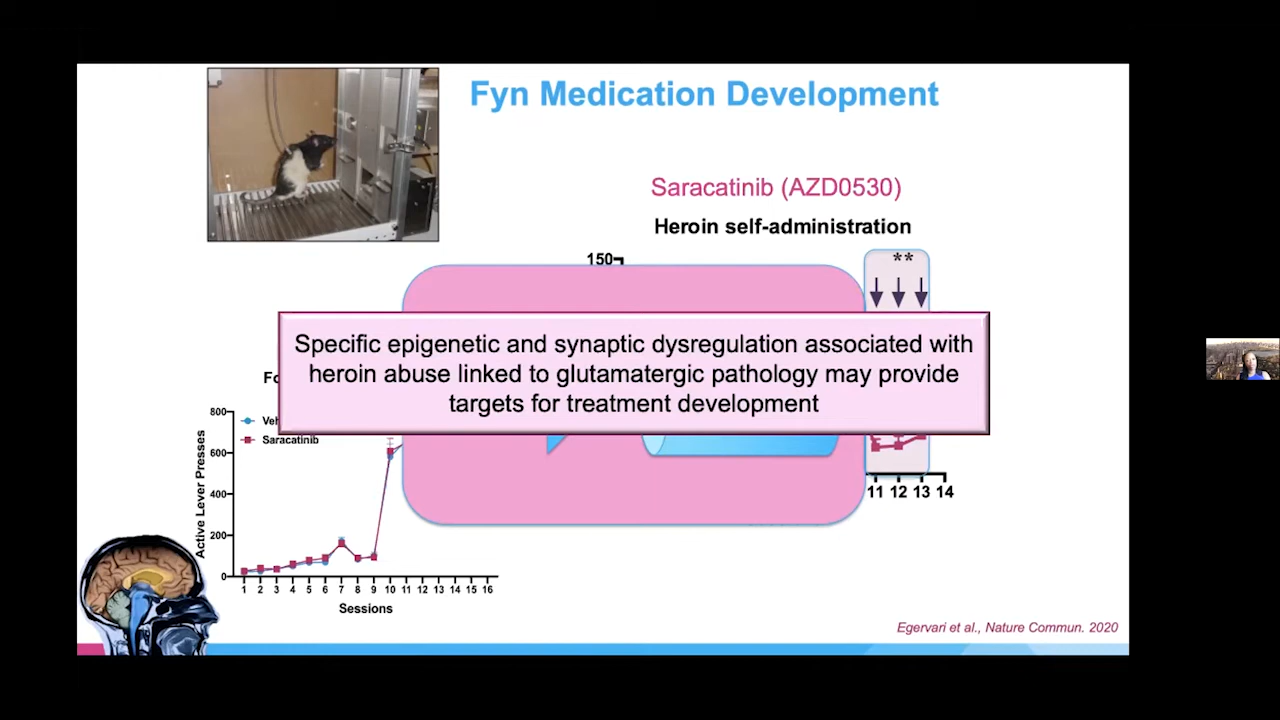 Fyn Medication Development
Saracatinib (AZD0530)
Heroin self-administration
150
**
Specific epigenetic and synaptic dysregulation associated with
heroin abuse linked to glutamatergic pathology may provide
targets for treatment development
800
600
400
200
0
Active Lever Presses
Saracatinib
1 2 3 4 5 6 7 8 9 10 11 12 13 14 15 16
Sessions
11 12 13 14
Egervari et al., Nature Commun. 2020